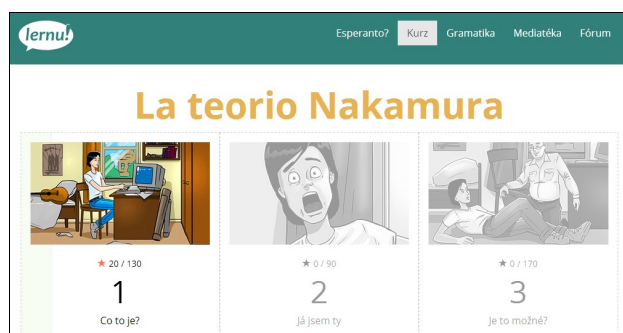 lernu!
Esperanto? Kurz Gramatika Mediatéka Fórum
La teorio Nakamura
★ 20 / 130 ★ 0 / 90 ★ 0 / 170
1 2 3
Co to je? Já jsem ty Je to možné?